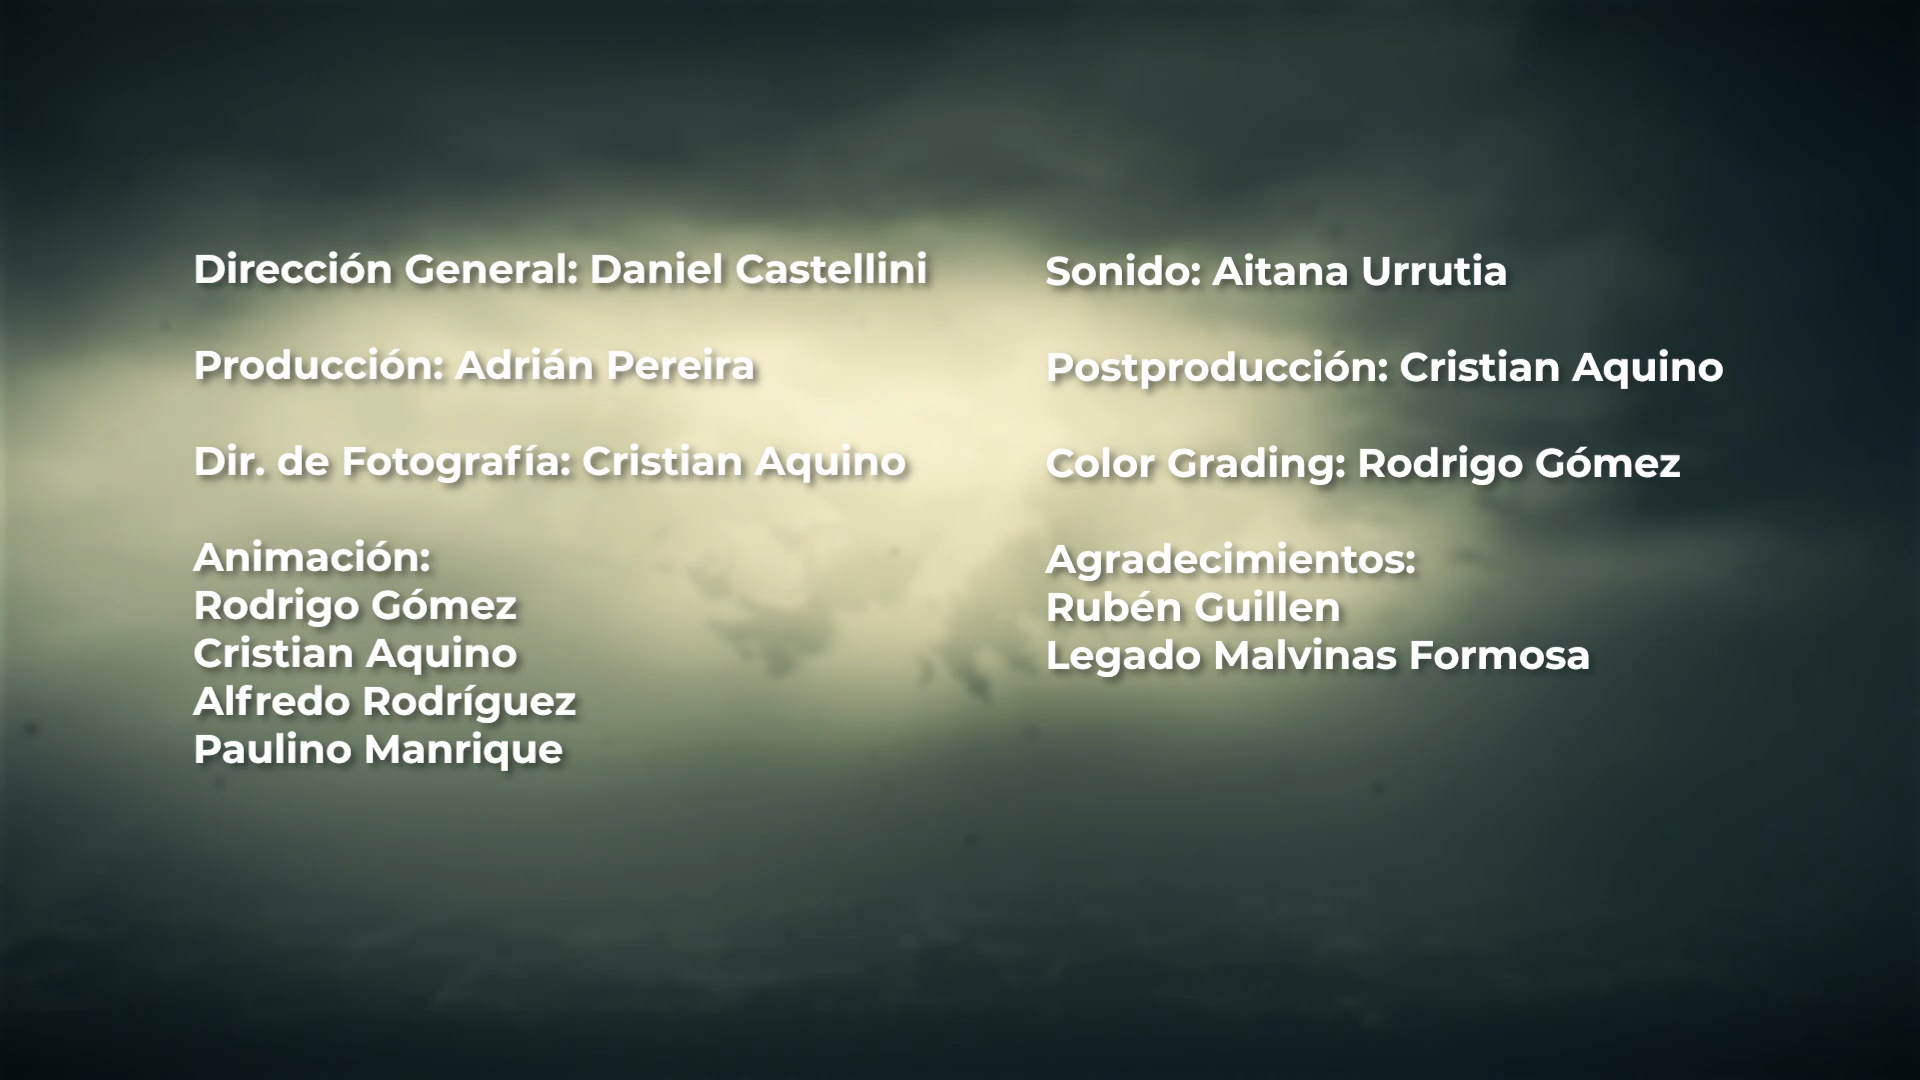 Dirección General: Daniel Castellini
Producción: Adrián Pereira
Dir. de Fotografía: Cristian Aquino
Animación:
Rodrigo Gómez
Cristian Aquino
Alfredo Rodríguez
Paulino Manrique
Sonido: Aitana Urrutia
Postproducción: Cristian Aquino
Color Grading: Rodrigo Gómez
Agradecimientos:
Rubén Guillen
Legado Malvinas Formosa